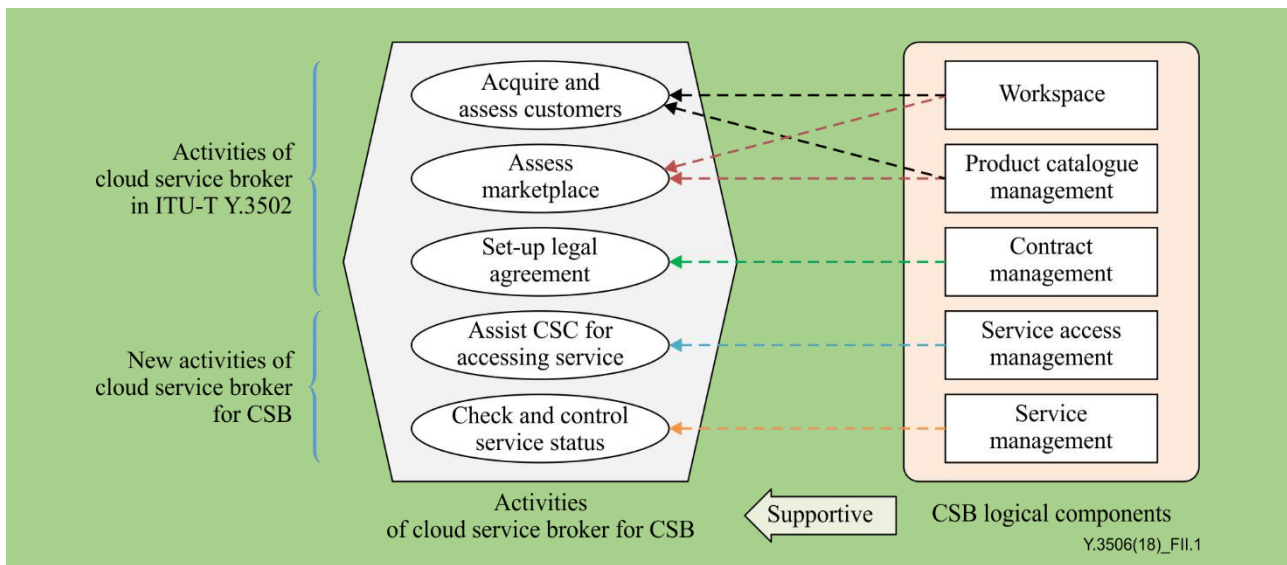 Activities of
cloud service broker
in ITU-T Y.3502
New activities of
cloud service broker
for CSB
Acquire and
assess customers
Assess
marketplace
Set-up legal
agreement
Assist CSC for
accessing service
Check and control
service status
Workspace
Product catalogue
management
Contract
management
Service access
management
Service
management
Activities
of cloud service broker for CSB
Supportive
CSB logical components
Y.3506(18)_FII.1